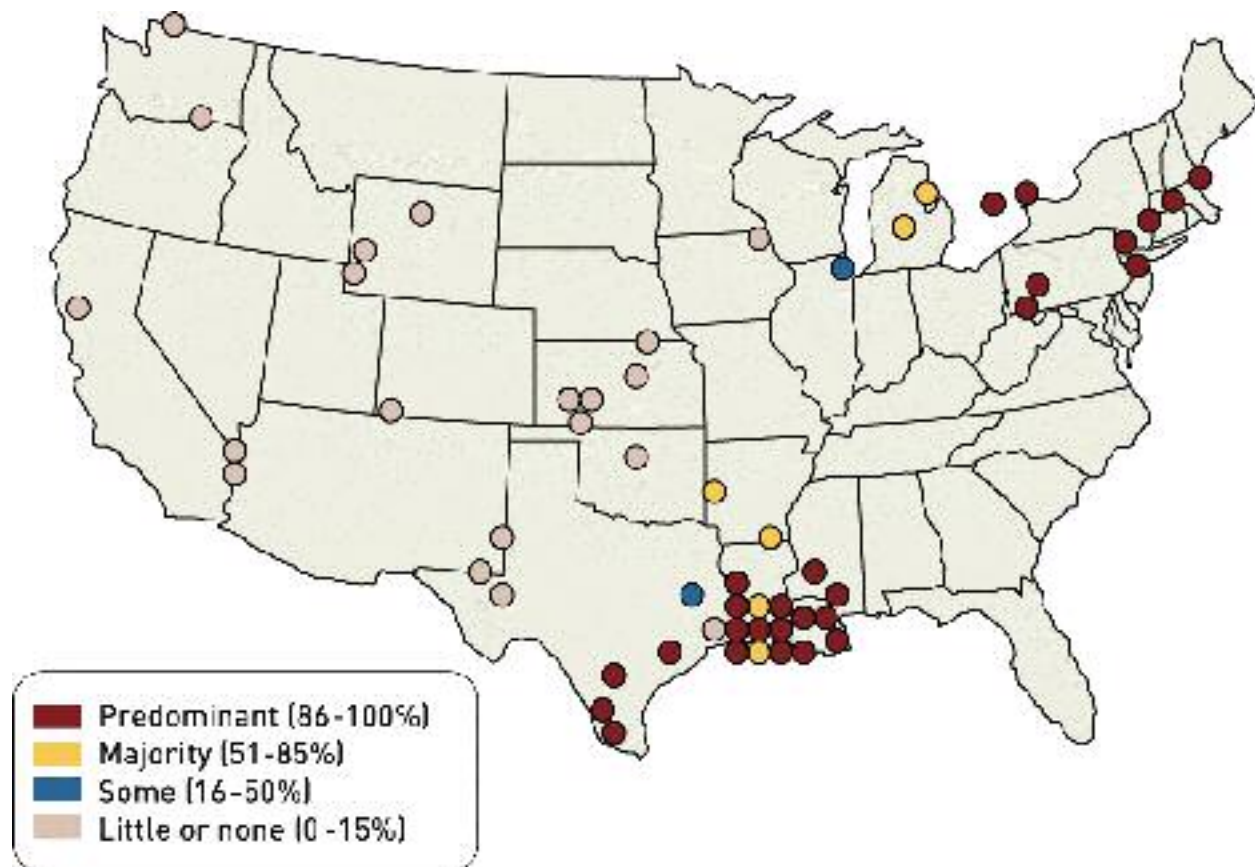 Predominant (86-100%)
Majority (51-85%)
Some (16-50%)
Little or none (0-15%)